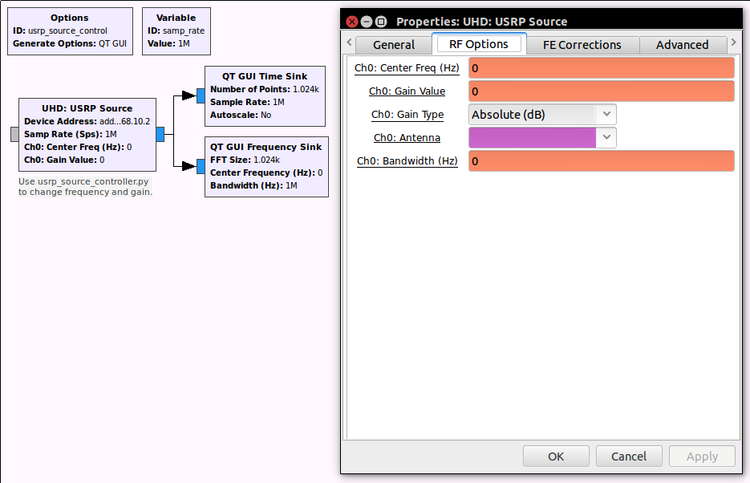 Options
ID: usrp_source_control
Generate Options: QT GUI
Variable
ID: samp_rate
Value: 1M
QT GUI Time Sink
Number of Points: 1.024k
Sample Rate: 1M
Autoscale: No
UHD: USRP Source
Device Address: add...68.10.2
Samp Rate (Sps): 1M
Ch0: Center Freq (Hz): 0
Ch0: Gain Value: 0
QT GUI Frequency Sink
FFT Size: 1.024k
Center Frequency (Hz): 0
Bandwidth (Hz): 1M
Use usrp_source_controller.py
to change frequency and gain.
Properties: UHD: USRP Source
General RF Options FE Corrections Advanced
Ch0: Center Freq (Hz) 0
Ch0: Gain Value 0
Ch0: Gain Type Absolute (dB)
Ch0: Antenna
Ch0: Bandwidth (Hz) 0
OK Cancel Apply